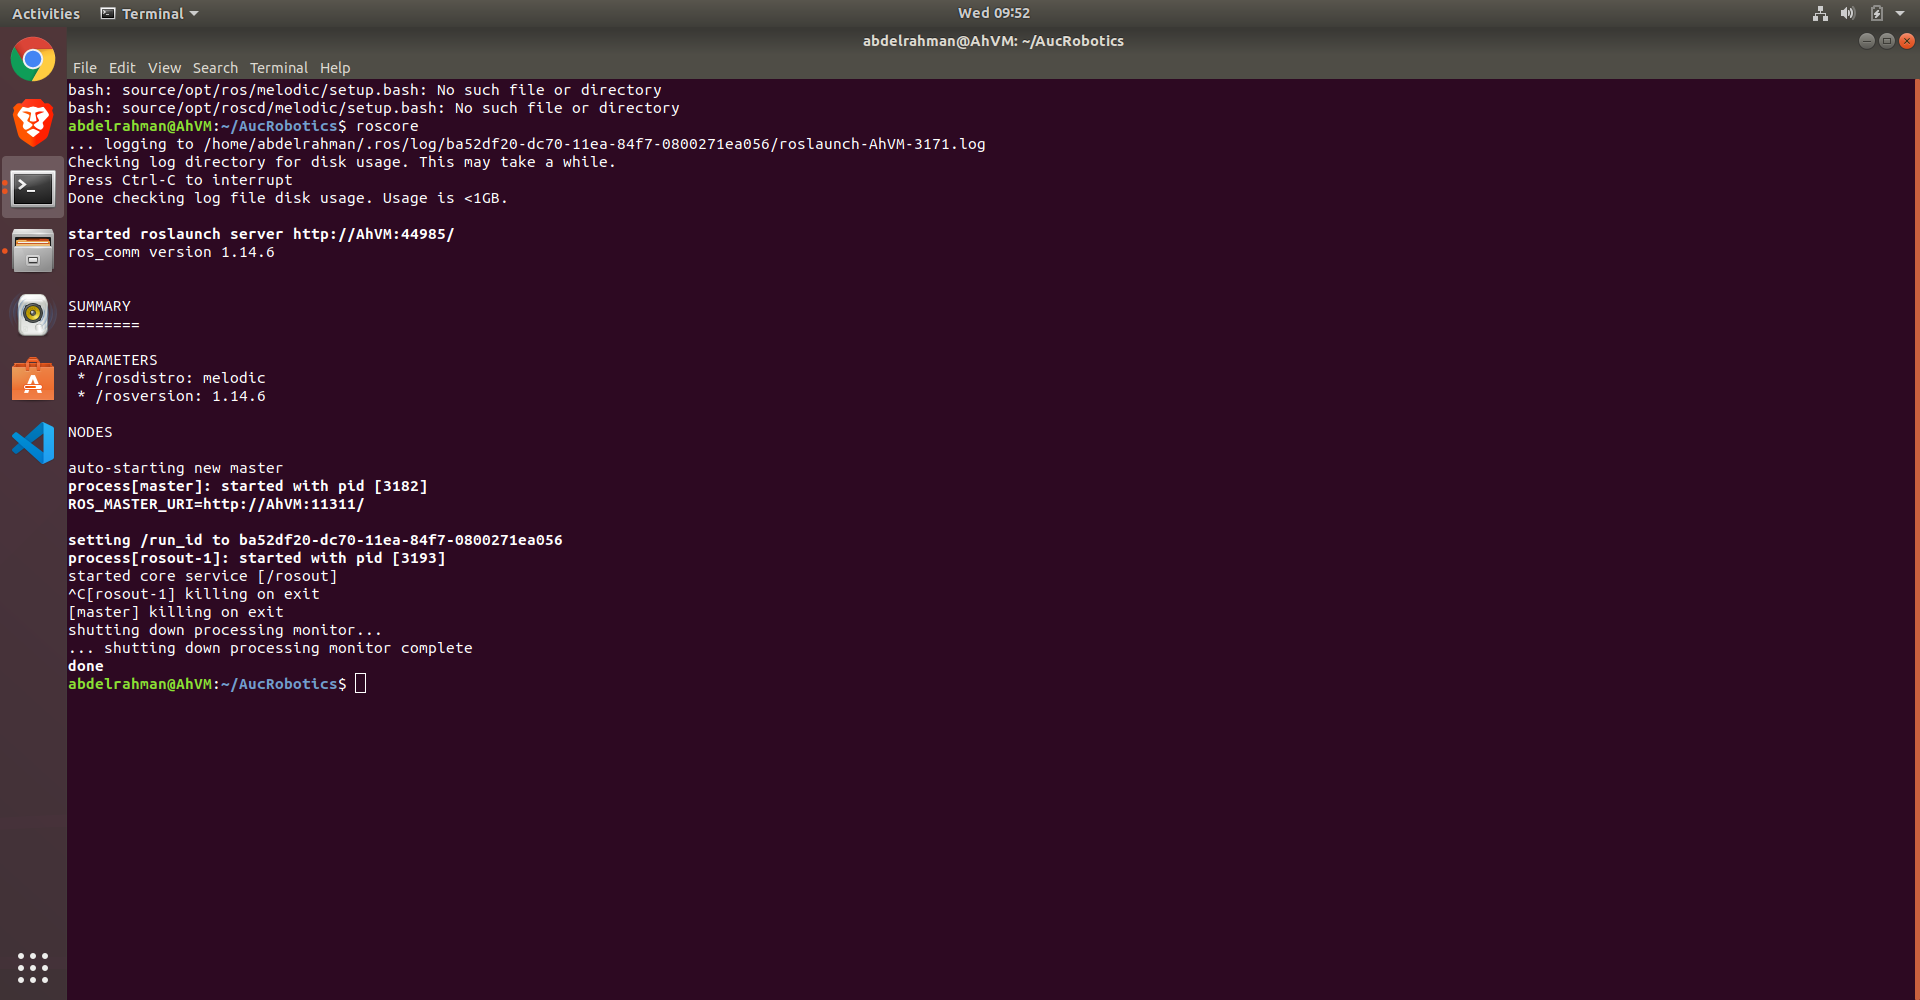 Activities Terminal Wed 09:52
abdelrahman@AhVM: ~/AucRobotics
File Edit View Search Terminal Help
bash: source/opt/ros/melodic/setup.bash: No such file or directory
bash: source/opt/roscd/melodic/setup.bash: No such file or directory
abdelrahman@AhVM:~/AucRobotics$ roscore
... logging to /home/abdelrahman/.ros/log/ba52df20-dc70-11ea-84f7-0800271ea056/roslaunch-AhVM-3171.log
Checking log directory for disk usage. This may take a while.
Press Ctrl-C to interrupt
Done checking log file disk usage. Usage is <1GB.
started roslaunch server http://AhVM:44985/
ros_comm version 1.14.6
SUMMARY
========
PARAMETERS
* /rosdistro: melodic
* /rosversion: 1.14.6
NODES
auto-starting new master
process[master]: started with pid [3182]
ROS_MASTER_URI=http://AhVM:11311/
setting /run_id to ba52df20-dc70-11ea-84f7-0800271ea056
process[rosout-1]: started with pid [3193]
started core service [/rosout]
^C[rosout-1] killing on exit
[master] killing on exit
shutting down processing monitor...
... shutting down processing monitor complete
done
abdelrahman@AhVM:~/AucRobotics$